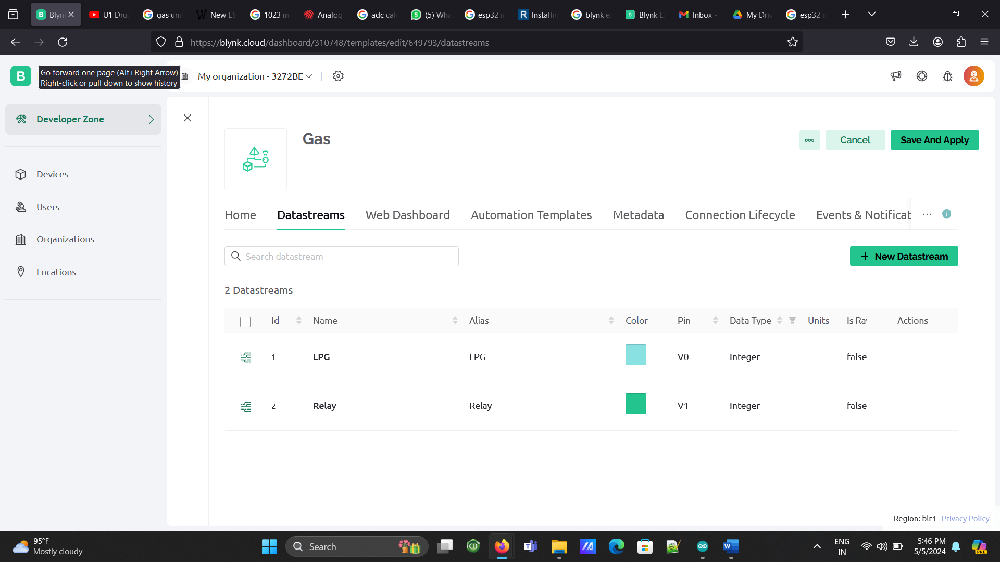 Blynk
U1 Dru
gas uni
New ES
1023 in
Analog
adc cal
(5) Wha
esp32 i
Installin
blynk e
Blynk E
Inbox -
My Driv
esp32 i
https://blynk.cloud/dashboard/310748/templates/edit/649793/datastreams
B
Go forward one page (Alt+Right Arrow)
Right-click or pull down to show history
My organization - 3272BE
Developer Zone
Devices
Users
Organizations
Locations
Gas
Cancel
Save And Apply
Home
Datastreams
Web Dashboard
Automation Templates
Metadata
Connection Lifecycle
Events & Notificat
Search datastream
+ New Datastream
2 Datastreams
Id Name Alias Color Pin Data Type Units Is Rav Actions
1 LPG LPG V0 Integer false
2 Relay Relay V1 Integer false
Region: blr1 Privacy Policy
95°F
Mostly cloudy
Search
ENG
IN
5:46 PM
5/5/2024
PRE